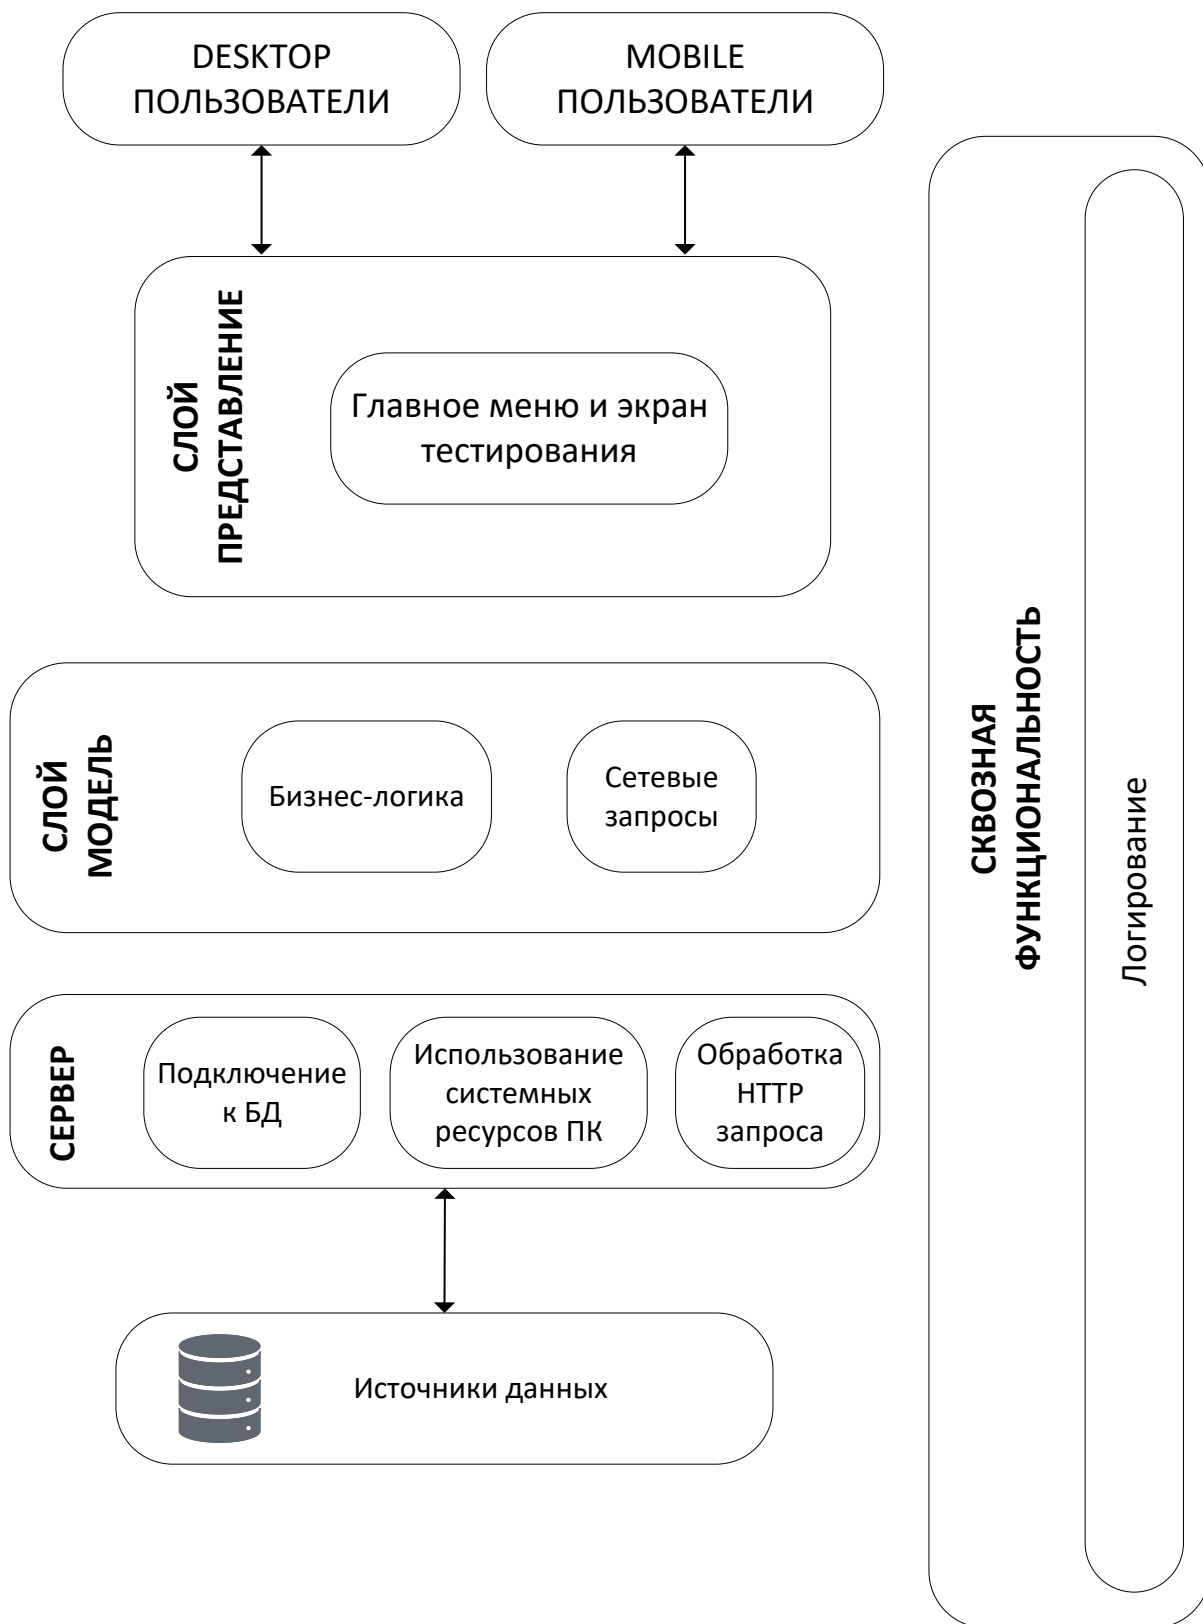 DESKTOP
ПОЛЬЗОВАТЕЛИ
MOBILE
ПОЛЬЗОВАТЕЛИ
СЛОЙ
ПРЕДСТАВЛЕНИЕ
Главное меню и экран
тестирования
СЛОЙ
МОДЕЛЬ
Бизнес-логика
Сетевые
запросы
СЕРВЕР
Подключение
к БД
Использование
системных
ресурсов ПК
Обработка
HTTP
запроса
Источники данных
СКВОЗНАЯ
ФУНКЦИОНАЛЬНОСТЬ
Логирование